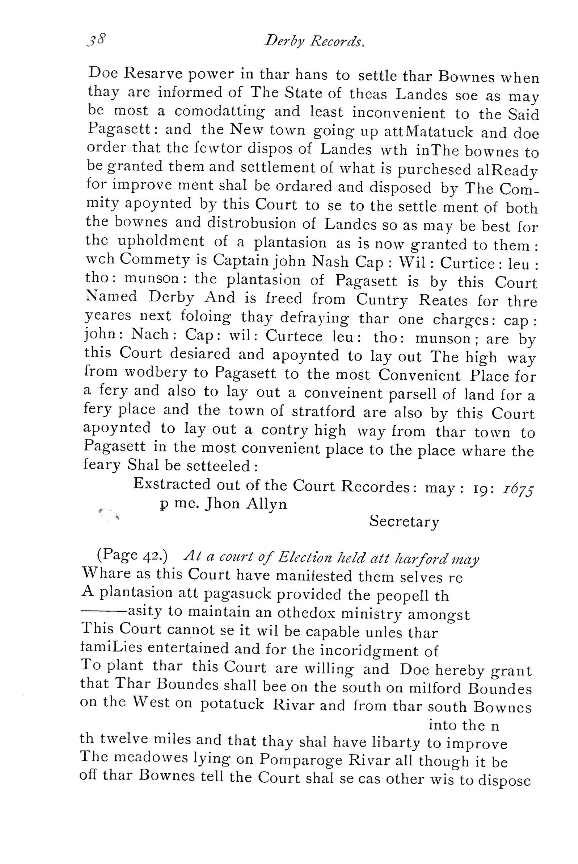 38
Derby Records.
Doe Resarve power in thar hans to settle thar Bownes when
thay are informed of The State of theas Landes soe as may
be most a comodatting and least inconvenient to the Said
Pagasett: and the New town going up attMatatuck and doe
order that the fewtor dispos of Landes wth inThe bownes to
be granted them and settlement of what is purchesed alReady
for improve ment shal be ordared and disposed by The Com-
mity apoynted by this Court to se to the settle ment of both
the bownes and distrobusion of Landes so as may be best for
the upholdment of a plantasion as is now granted to them:
wch Commety is Captain john Nash Cap: Wil: Curtice: leu:
tho: munson: the plantasion of Pagasett is by this Court
Named Derby And is freed from Cuntry Reates for thre
yeares next foloing thay defraying thar one charges: cap:
john: Nach: Cap: wil: Curtece leu: tho: munson; are by
this Court desiared and apoynted to lay out The high way
from wodbery to Pagasett to the most Convenient Place for
a fery and also to lay out a conveinent parsell of land for a
fery place and the town of stratford are also by this Court
apoynted to lay out a contry high way from thar town to
Pagasett in the most convenient place to the place whare the
feary Shal be setteeled:
Exstracted out of the Court Recordes: may: 19: 1675
p me. Jhon Allyn
Secretary
(Page 42.) At a court of Election held att harford may
Whare as this Court have manifested them selves re
A plantasion att pagasuck provided the peopell th
———asity to maintain an othedox ministry amongst
This Court cannot se it wil be capable unles thar
famiLies entertained and for the incoridgment of
To plant thar this Court are willing and Doe hereby grant
that Thar Boundes shall bee on the south on milford Boundes
on the West on potatuck Rivar and from thar south Bownes
into the n
th twelve miles and that thay shal have libarty to improve
The meadowes lying on Pomparoge Rivar all though it be
off thar Bownes tell the Court shal se cas other wis to dispose